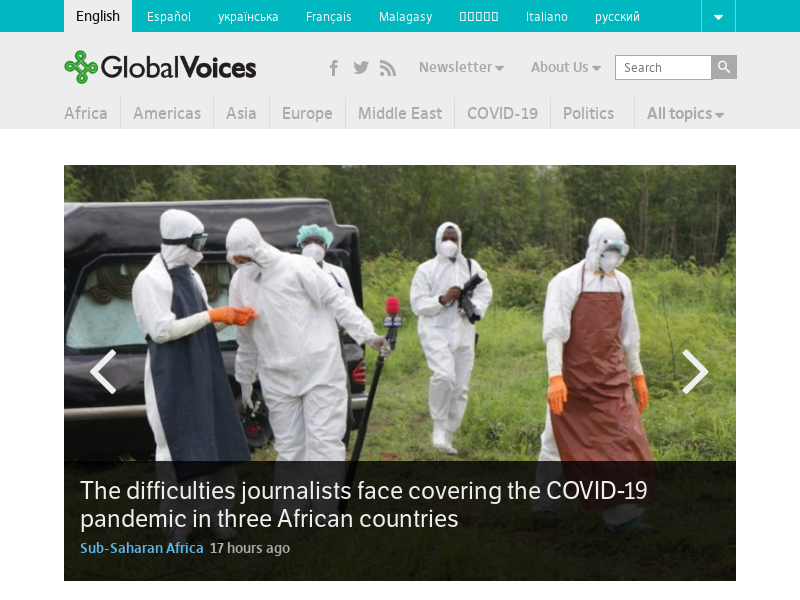 English Español українська Français Malagasy Italiano русский
GlobalVoices Newsletter About Us Search
Africa Americas Asia Europe Middle East COVID-19 Politics All topics
The difficulties journalists face covering the COVID-19
pandemic in three African countries
Sub-Saharan Africa 17 hours ago